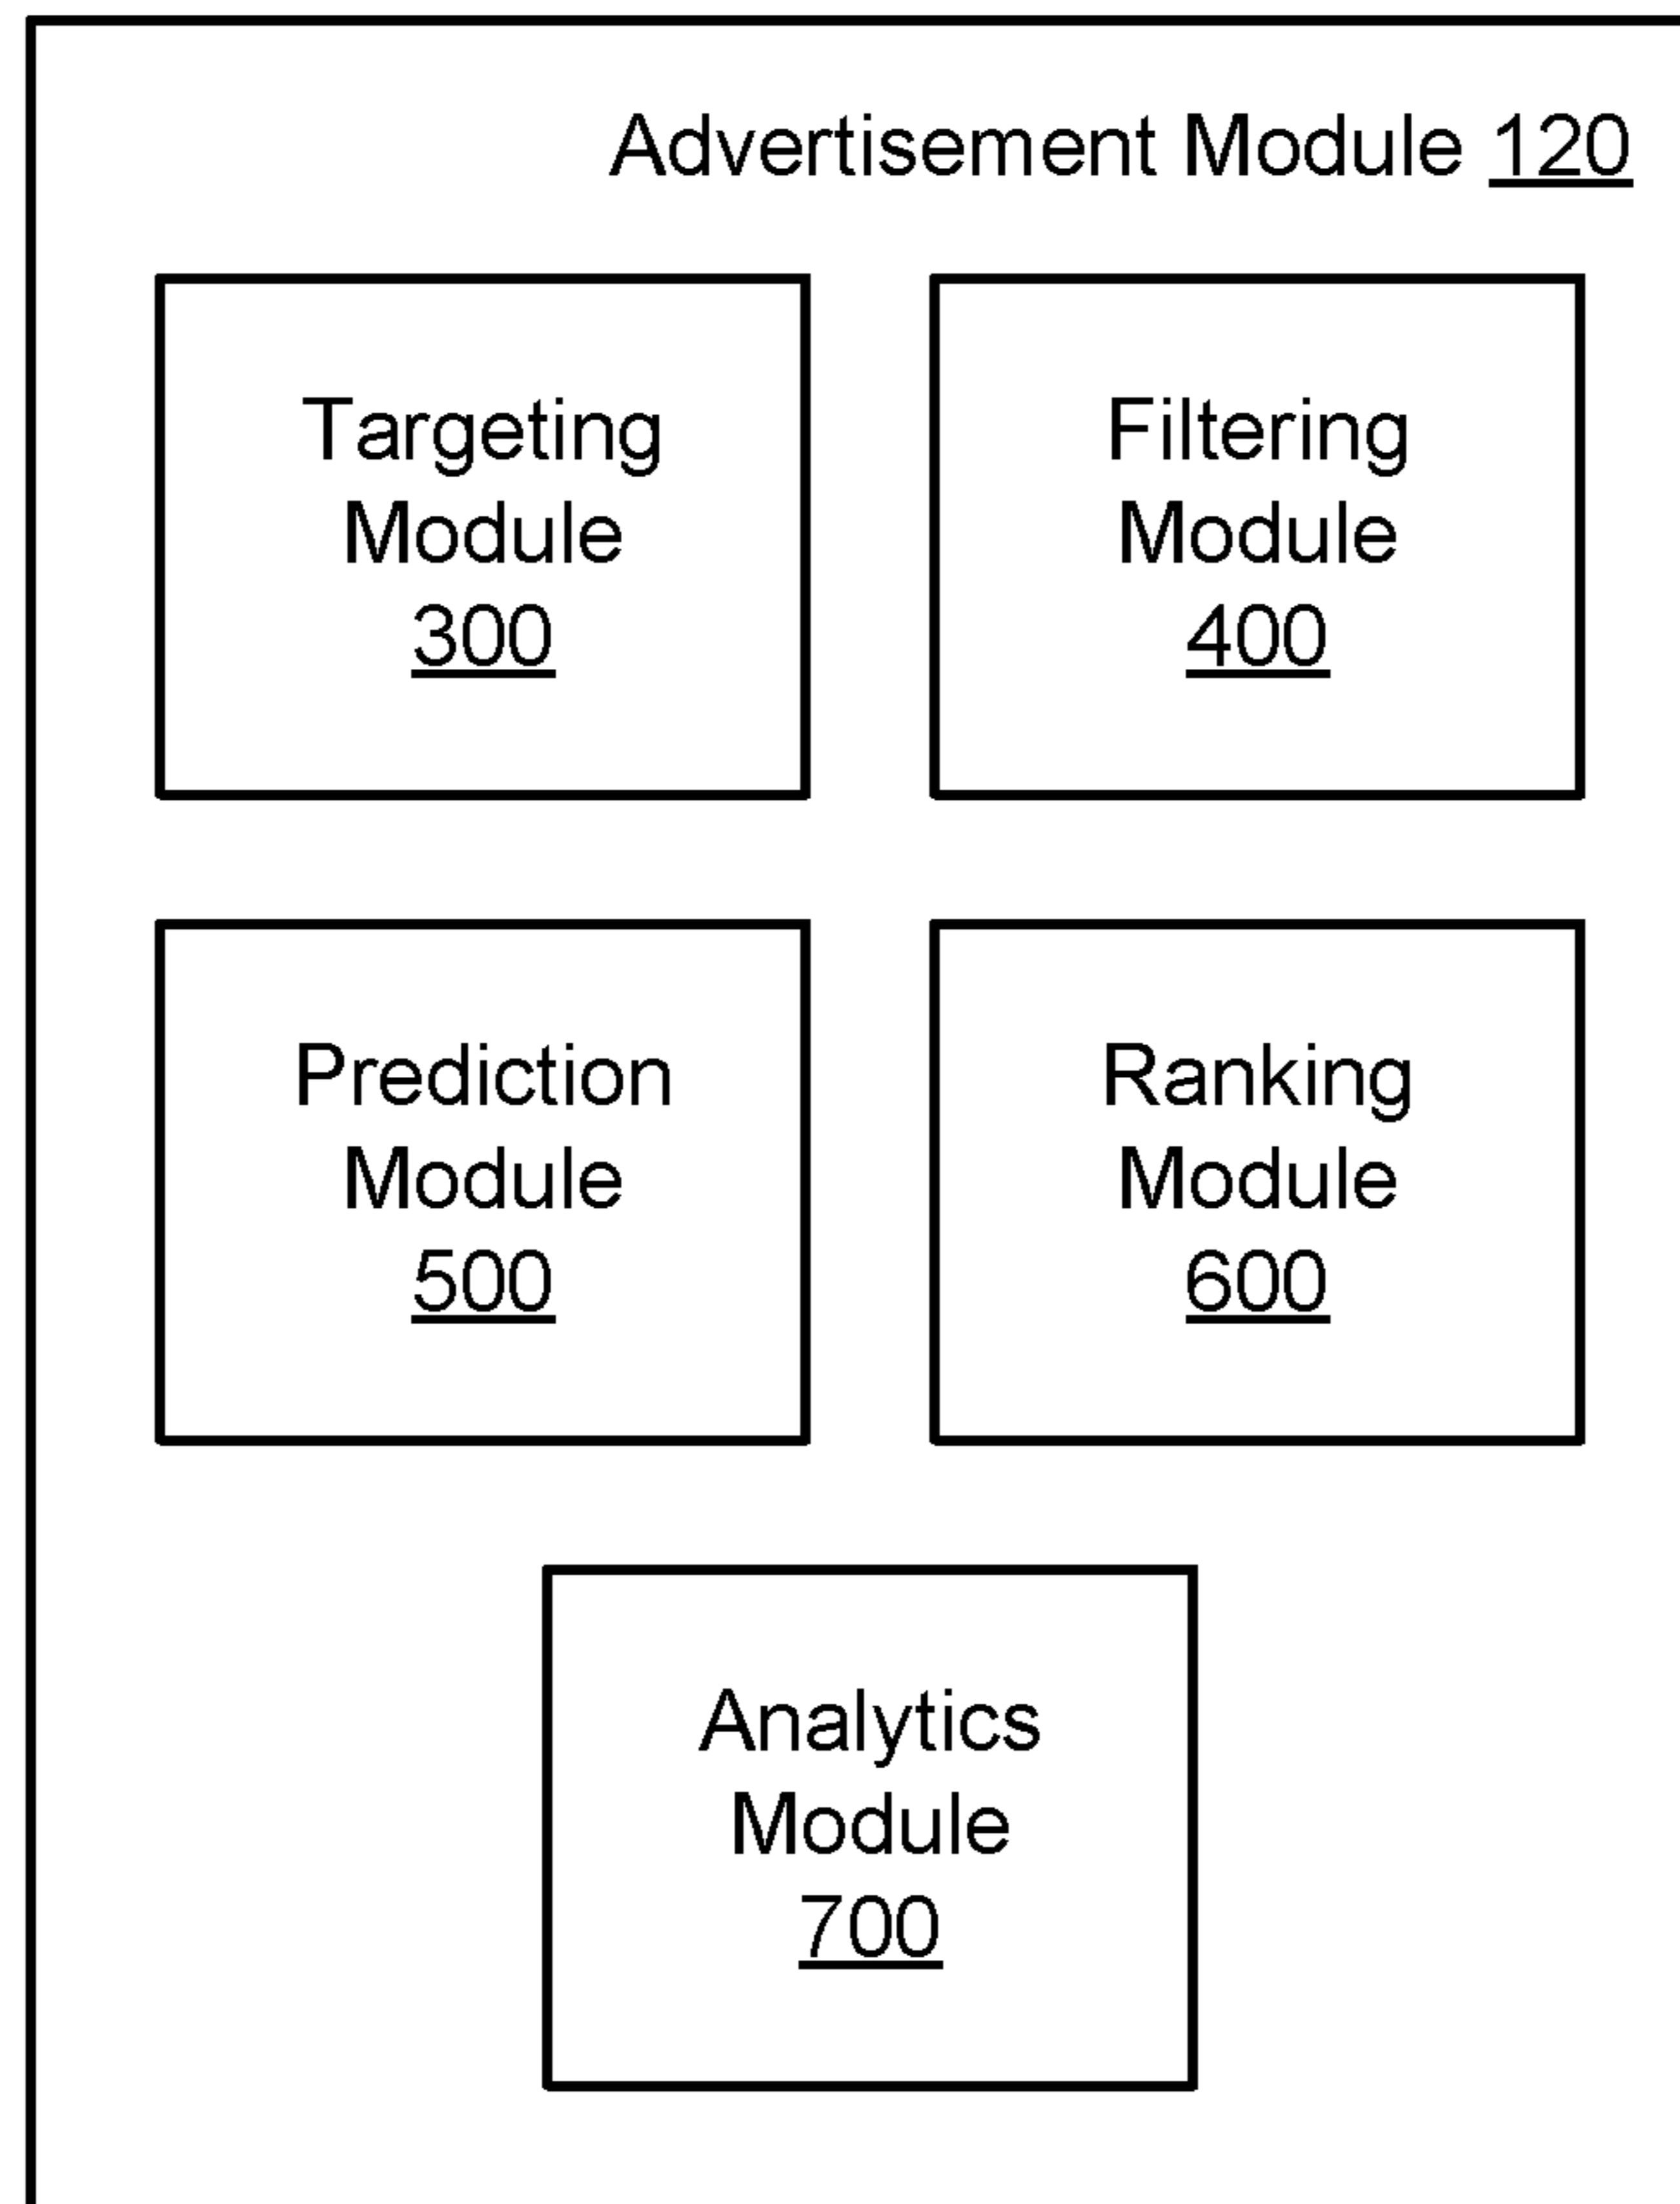 Advertisement Module 120
Targeting
Module
300
Filtering
Module
400
Prediction
Module
500
Ranking
Module
600
Analytics
Module
700